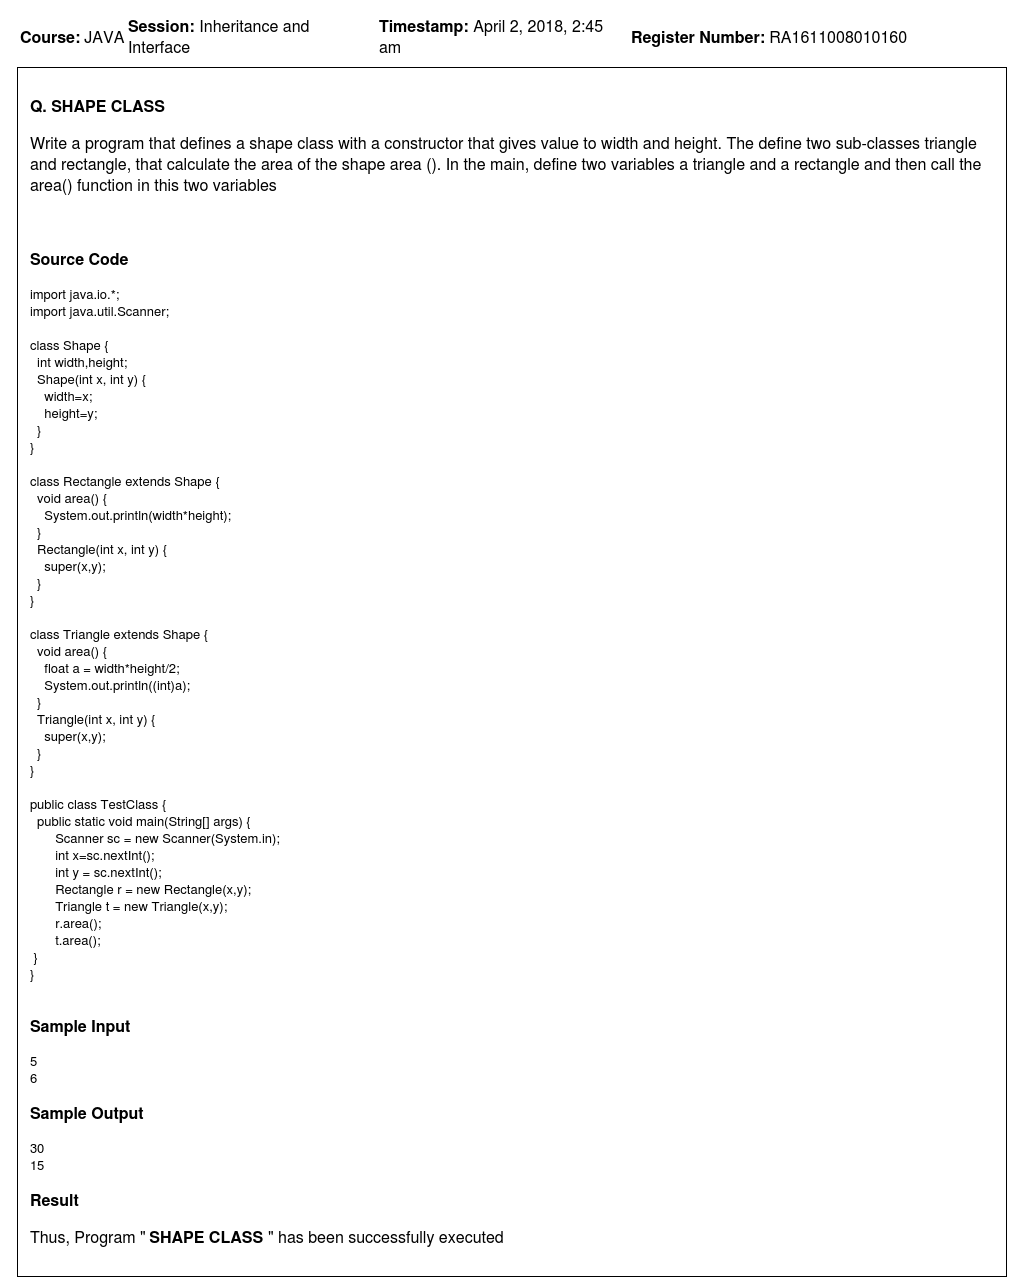 Course: JAVA Session: Inheritance and Interface Timestamp: April 2, 2018, 2:45 am Register Number: RA1611008010160
Q. SHAPE CLASS
Write a program that defines a shape class with a constructor that gives value to width and height. The define two sub-classes triangle
and rectangle, that calculate the area of the shape area (). In the main, define two variables a triangle and a rectangle and then call the
area() function in this two variables
Source Code
import java.io.*;
import java.util.Scanner;
class Shape {
int width,height;
Shape(int x, int y) {
width=x;
height=y;
}
}
class Rectangle extends Shape {
void area() {
System.out.println(width*height);
}
Rectangle(int x, int y) {
super(x,y);
}
}
class Triangle extends Shape {
void area() {
float a = width*height/2;
System.out.println((int)a);
}
Triangle(int x, int y) {
super(x,y);
}
}
public class TestClass {
public static void main(String[] args) {
Scanner sc = new Scanner(System.in);
int x=sc.nextInt();
int y = sc.nextInt();
Rectangle r = new Rectangle(x,y);
Triangle t = new Triangle(x,y);
r.area();
t.area();
}
}
Sample Input
5
6
Sample Output
30
15
Result
Thus, Program " SHAPE CLASS " has been successfully executed